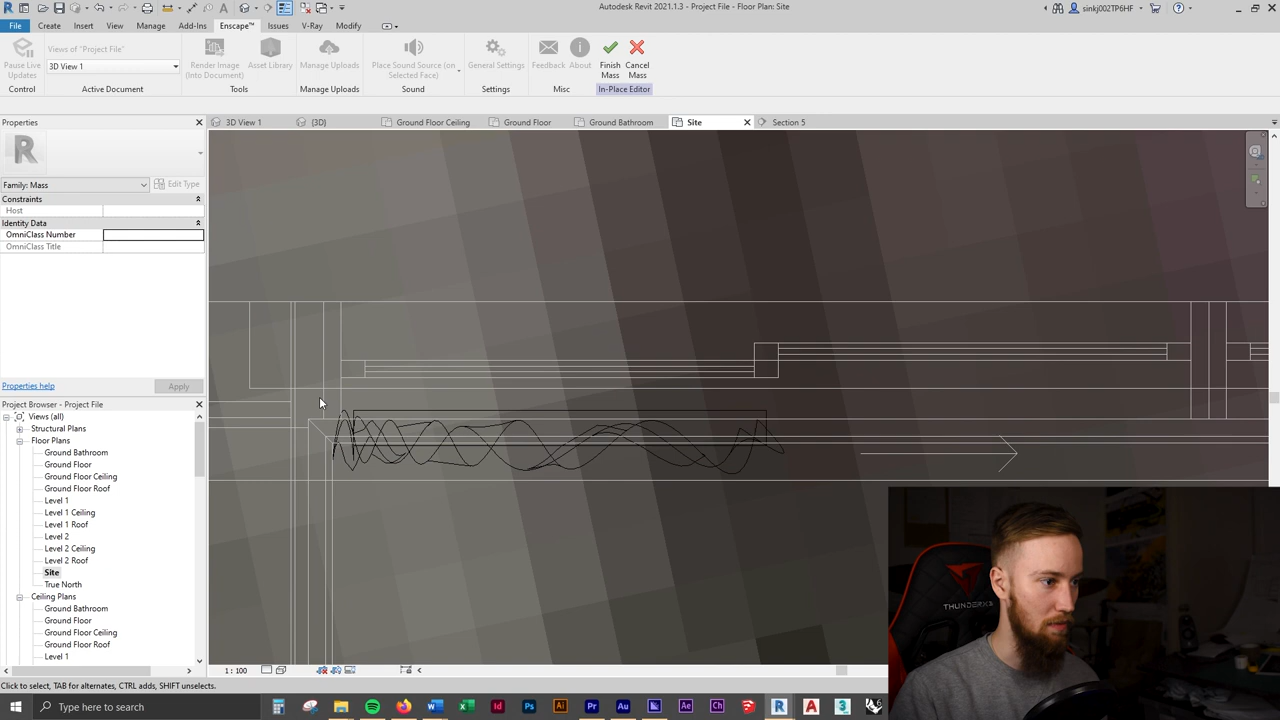 Autodesk Revit 2021.1.3 - Project File - Floor Plan: Site
sinkj002TP6HF
File Create Insert View Manage Add-Ins Enscape™ Issues V-Ray Modify
Pause Live Updates
Control
Views of "Project File"
3D View 1
Active Document
Render Image (Into Document)
Asset Library
Tools
Manage Uploads
Manage Uploads
Place Sound Source (on Selected Face)
Sound
General Settings
Settings
Feedback About
Misc
Finish Mass
Cancel Mass
In-Place Editor
Properties
3D View 1
{3D}
Ground Floor Ceiling
Ground Floor
Ground Bathroom
Site
Section 5
R
Family: Mass
Edit Type
Constraints
Host
Identity Data
OmniClass Number
OmniClass Title
Properties help
Apply
Project Browser - Project File
Views (all)
Structural Plans
Floor Plans
Ground Bathroom
Ground Floor
Ground Floor Ceiling
Ground Floor Roof
Level 1
Level 1 Ceiling
Level 1 Roof
Level 2
Level 2 Ceiling
Level 2 Roof
Site
True North
Ceiling Plans
Ground Bathroom
Ground Floor
Ground Floor Ceiling
Ground Floor Roof
Level 1
1 : 100
Click to select, TAB for alternates, CTRL adds, SHIFT unselects.
THUNDERX3
Type here to search